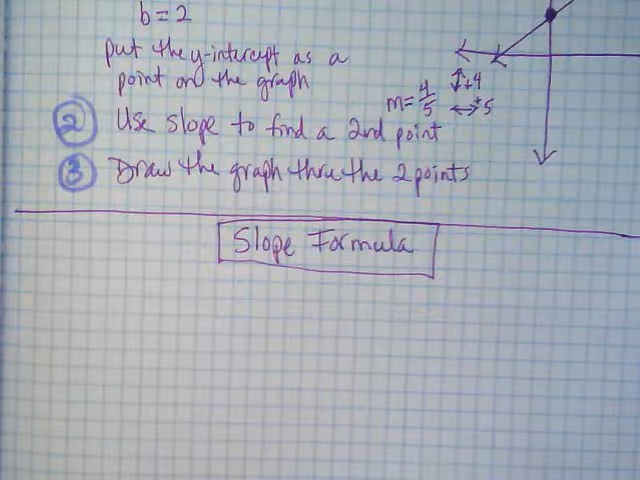 b = 2
put the y-intercept as a
point on the graph
m = 4/5 ↕+4 ↔+5
2 Use slope to find a 2nd point
3 Draw the graph thru the 2 points
Slope Formula